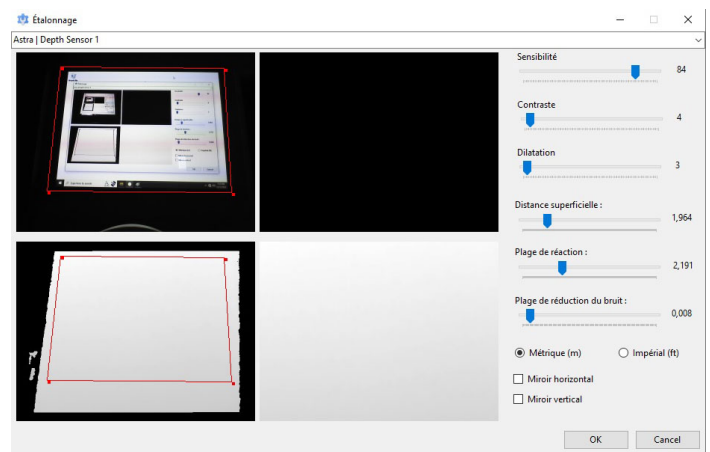 Étalonnage
Astra | Depth Sensor 1
Sensibilité
84
Contraste
4
Dilatation
3
Distance superficielle :
1,964
Plage de réaction :
2,191
Plage de réduction du bruit :
0,008
Métrique (m) Impérial (ft)
Miroir horizontal
Miroir vertical
OK Cancel